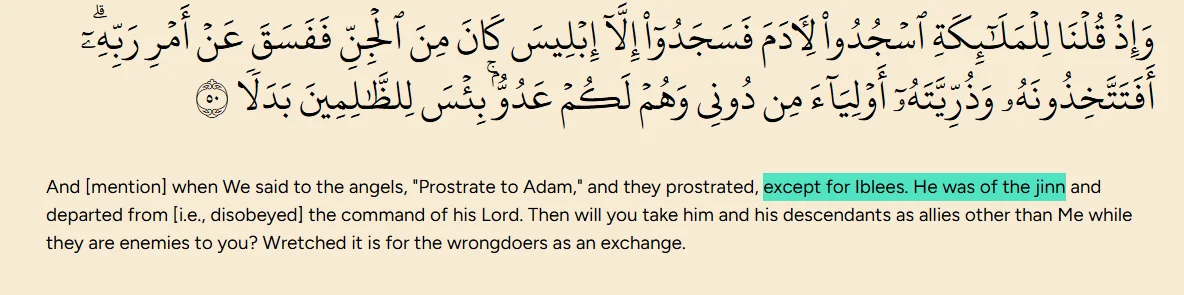 وَإِذْ قُلْنَا لِلْمَلَـٰٓئِكَةِ ٱسْجُدُوا۟ لِـَٔادَمَ فَسَجَدُوٓا۟ إِلَّآ إِبْلِيسَ كَانَ مِنَ ٱلْجِنِّ فَفَسَقَ عَنْ أَمْرِ رَبِّهِۦٓ ۗ
أَفَتَتَّخِذُونَهُۥ وَذُرِّيَّتَهُۥٓ أَوْلِيَآءَ مِن دُونِى وَهُمْ لَكُمْ عَدُوٌّۢ ۚ بِئْسَ لِلظَّـٰلِمِينَ بَدَلًا ٥٠
And [mention] when We said to the angels, "Prostrate to Adam," and they prostrated, except for Iblees. He was of the jinn and
departed from [i.e., disobeyed] the command of his Lord. Then will you take him and his descendants as allies other than Me while
they are enemies to you? Wretched it is for the wrongdoers as an exchange.